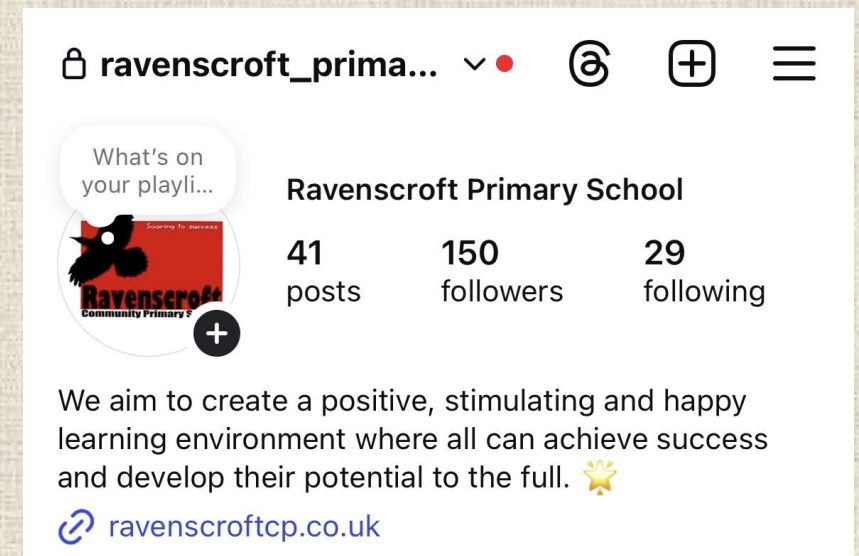 ravenscroft_prima...
What's on
your playli...
Ravenscroft Primary School
41
posts
150
followers
29
following
Soaring to success
Ravenscroft
Community Primary S
We aim to create a positive, stimulating and happy
learning environment where all can achieve success
and develop their potential to the full. 🌟
ravenscroftcp.co.uk